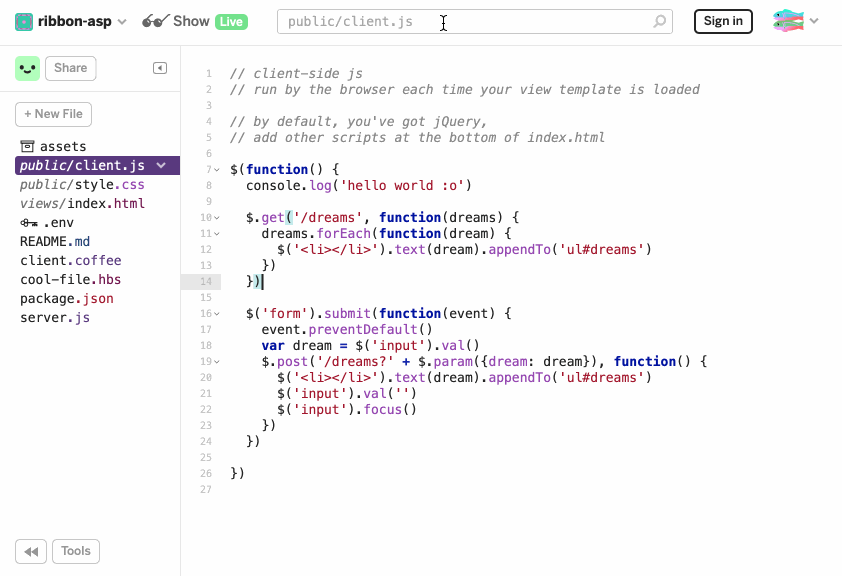 ribbon-asp Show Live public/client.js Sign in
Share
+ New File
assets
public/client.js
public/style.css
views/index.html
.env
README.md
client.coffee
cool-file.hbs
package.json
server.js
Tools
1 // client-side js
2 // run by the browser each time your view template is loaded
3
4 // by default, you've got jQuery,
5 // add other scripts at the bottom of index.html
6
7 $(function() {
8 console.log('hello world :o')
9
10 $.get('/dreams', function(dreams) {
11 dreams.forEach(function(dream) {
12 $('<li></li>').text(dream).appendTo('ul#dreams')
13 })
14 })
15
16 $('form').submit(function(event) {
17 event.preventDefault()
18 var dream = $('input').val()
19 $.post('/dreams?' + $.param({dream: dream}), function() {
20 $('<li></li>').text(dream).appendTo('ul#dreams')
21 $('input').val('')
22 $('input').focus()
23 })
24 })
25
26 })
27